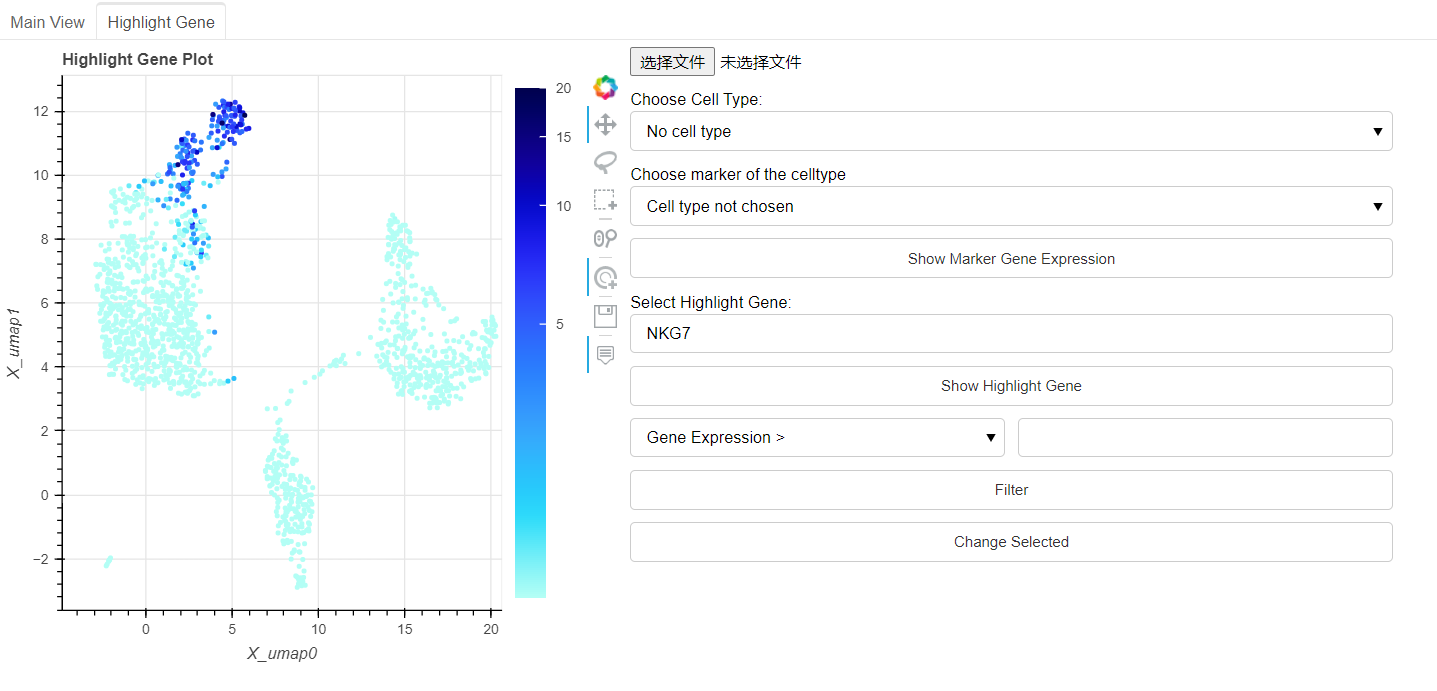 Main View
Highlight Gene
Highlight Gene Plot
12
10
8
6
4
2
0
−2
X_umap1
0
5
10
15
20
X_umap0
20
15
10
5
选择文件 未选择文件
Choose Cell Type:
No cell type
Choose marker of the celltype
Cell type not chosen
Show Marker Gene Expression
Select Highlight Gene:
NKG7
Show Highlight Gene
Gene Expression >
Filter
Change Selected